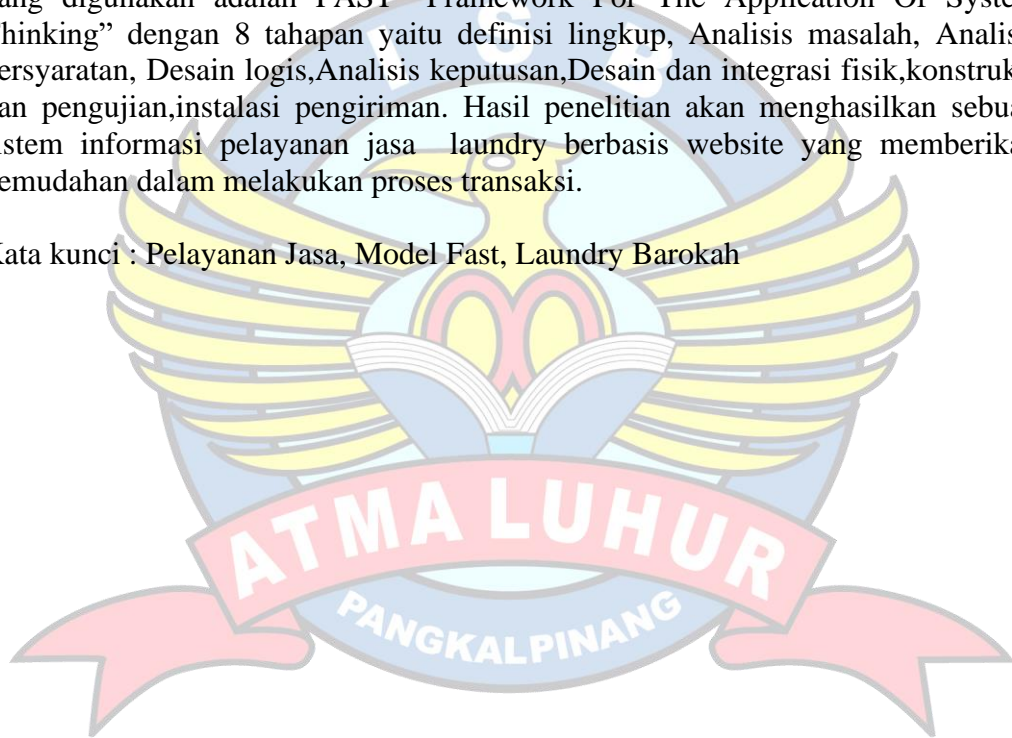 yang digunakan adalah FAST "Framework For The Application Of System
Thinking” dengan 8 tahapan yaitu definisi lingkup, Analisis masalah, Analis
ersyaratan, Desain logis,Analisis keputusan,Desain dan integrasi fisik,konstruk
an pengujian,instalasi pengiriman. Hasil penelitian akan menghasilkan sebua
istem informasi pelayanan jasa laundry berbasis website yang memberika
emudahan dalam melakukan proses transaksi.
Kata kunci : Pelayanan Jasa, Model Fast, Laundry Barokah
I S B
ATMA LUHUR
PANGKALPINANG